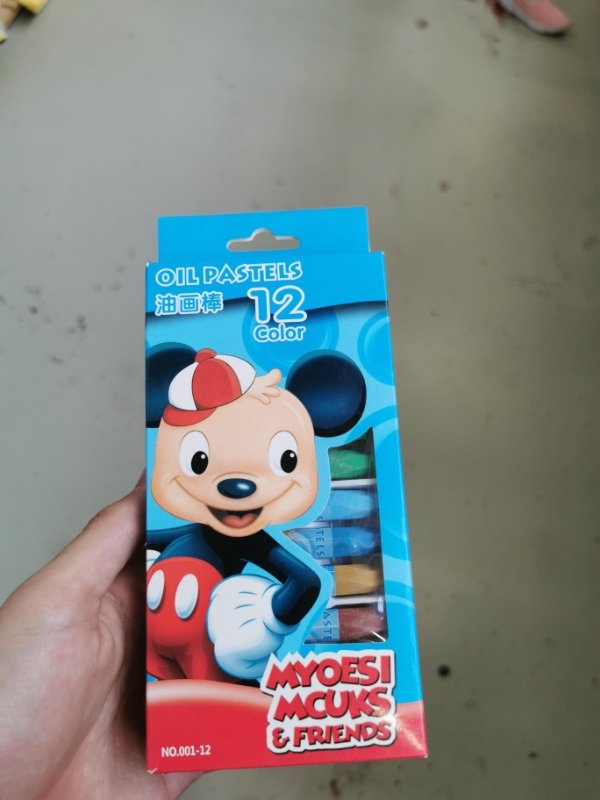 OIL PASTELS
油画棒
12
Color
MYOESI
MCUKS
& FRIENDS
NO.001-12